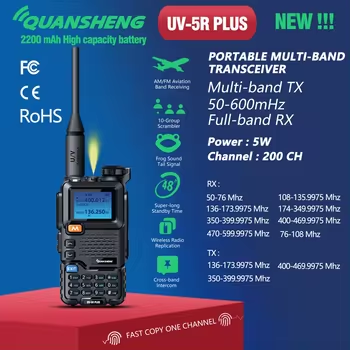 QUANSHENG
UV-5R PLUS
NEW !!!
2200 mAh High capacity battery
FC
CE
RoHS
PORTABLE MULTI-BAND
TRANSCEIVER
Multi-band TX
50-600mHz
Full-band RX
Power : 5W
Channel : 200 CH
AM/FM Aviation
Band Receiving
10-Group
Scrambler
Frog Sound
Tail Signal
48
Super-long
Standby Time
Wireless Radio
Replication
Cross-band
Intercom
RX :
50-76 Mhz
108-135.9975 Mhz
136-173.9975 Mhz
174-349.9975 Mhz
350-399.9975 Mhz
400-469.9975 Mhz
470-599.9975 Mhz
76-108 Mhz
TX :
136-173.9975 Mhz
400-469.9975 Mhz
350-399.9975 Mhz
U/V
136.250
FAST COPY ONE CHANNEL